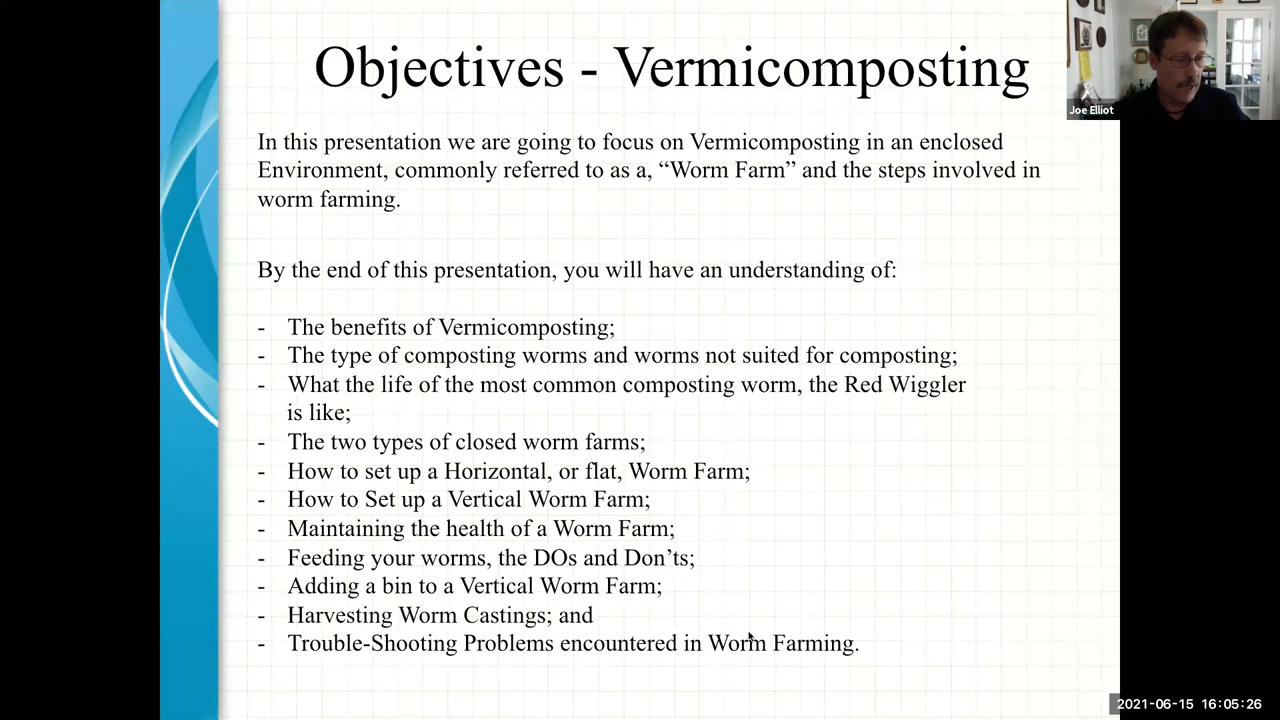 Objectives - Vermicomposting
Joe Elliot
In this presentation we are going to focus on Vermicomposting in an enclosed
Environment, commonly referred to as a, “Worm Farm” and the steps involved in
worm farming.
By the end of this presentation, you will have an understanding of:
- The benefits of Vermicomposting;
- The type of composting worms and worms not suited for composting;
- What the life of the most common composting worm, the Red Wiggler
is like;
- The two types of closed worm farms;
- How to set up a Horizontal, or flat, Worm Farm;
- How to Set up a Vertical Worm Farm;
- Maintaining the health of a Worm Farm;
- Feeding your worms, the DOs and Don’ts;
- Adding a bin to a Vertical Worm Farm;
- Harvesting Worm Castings; and
- Trouble-Shooting Problems encountered in Worm Farming.
2021-06-15 16:05:26